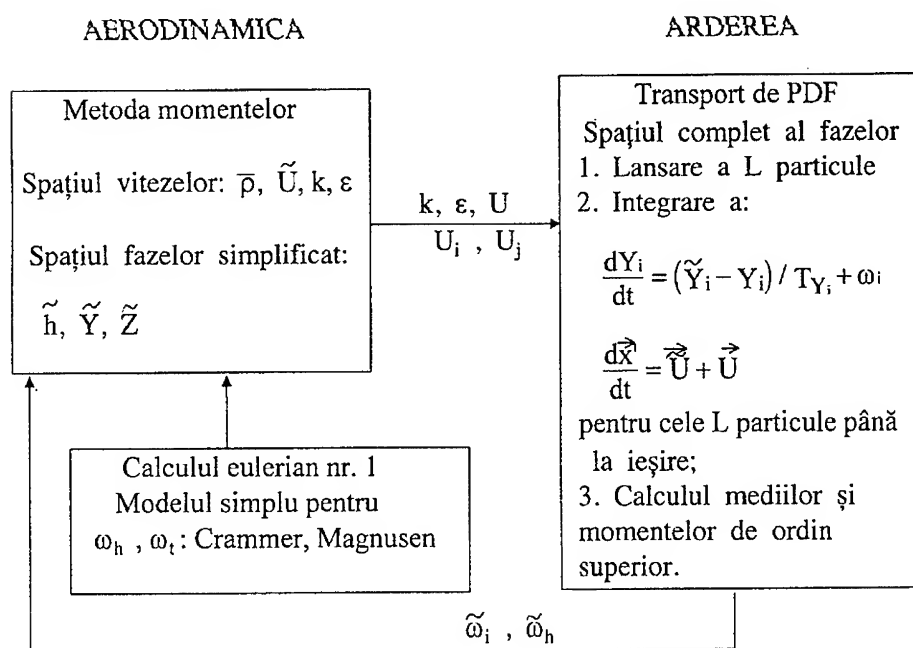 AERODINAMICA
Metoda momentelor
Spațiul vitezelor: ρ̅, Ũ, k, ε
Spațiul fazelor simplificat:
h̃, Ỹ, Z̃
Calculul eulerian nr. 1
Modelul simplu pentru
ω_h , ω_t : Crammer, Magnusen
k, ε, U
U_i , U_j
ARDEREA
Transport de PDF
Spațiul complet al fazelor
1. Lansare a L particule
2. Integrare a:
dY_i/dt = (Ỹ_i − Y_i) / T_{Y_i} + ω_i
dx⃗/dt = Ũ⃗ + U⃗
pentru cele L particule până
la ieșire;
3. Calculul mediilor și
momentelor de ordin
superior.
ω̃_i , ω̃_h